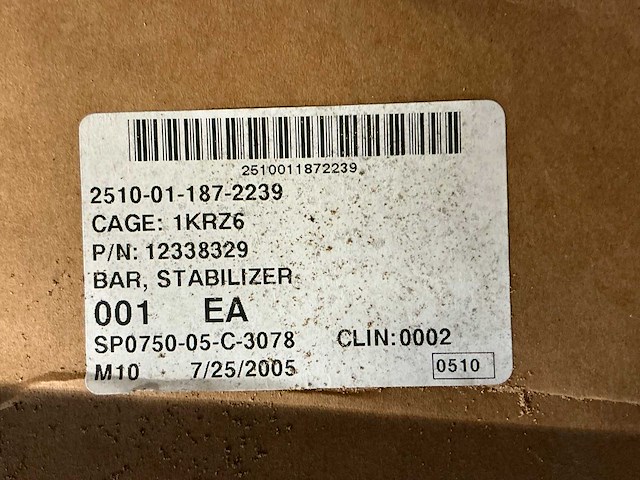 2510011872239
2510-01-187-2239
CAGE: 1KRZ6
P/N: 12338329
BAR, STABILIZER
001 EA
SP0750-05-C-3078 CLIN:0002
M10 7/25/2005 0510